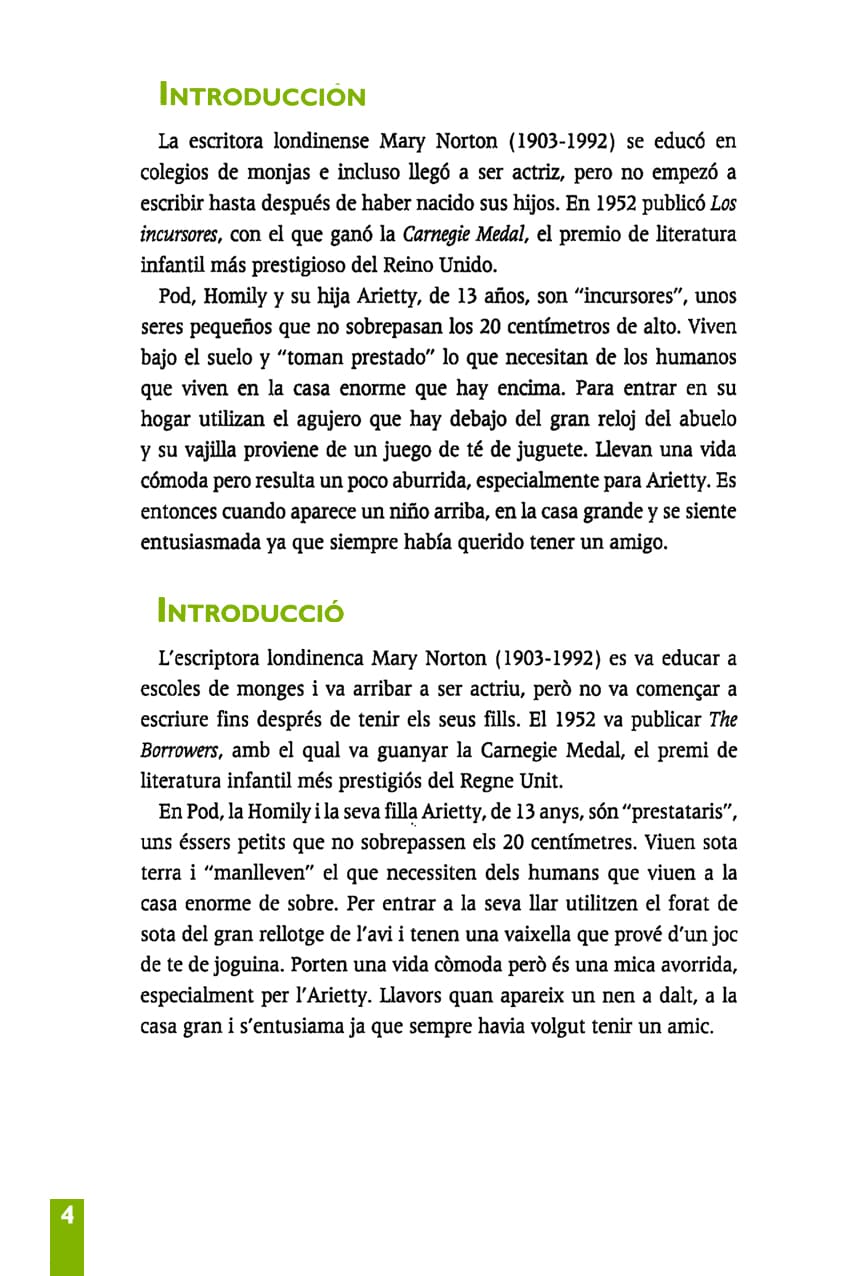 INTRODUCCIÓN
La escritora londinense Mary Norton (1903-1992) se educó en
colegios de monjas e incluso llegó a ser actriz, pero no empezó a
escribir hasta después de haber nacido sus hijos. En 1952 publicó Los
incursores, con el que ganó la Carnegie Medal, el premio de literatura
infantil más prestigioso del Reino Unido.
Pod, Homily y su hija Arietty, de 13 años, son "incursores", unos
seres pequeños que no sobrepasan los 20 centímetros de alto. Viven
bajo el suelo y "toman prestado" lo que necesitan de los humanos
que viven en la casa enorme que hay encima. Para entrar en su
hogar utilizan el agujero que hay debajo del gran reloj del abuelo
y su vajilla proviene de un juego de té de juguete. Llevan una vida
cómoda pero resulta un poco aburrida, especialmente para Arietty. Es
entonces cuando aparece un niño arriba, en la casa grande y se siente
entusiasmada ya que siempre había querido tener un amigo.
INTRODUCCIÓ
L'escriptora londinenca Mary Norton (1903-1992) es va educar a
escoles de monges i va arribar a ser actriu, però no va començar a
escriure fins després de tenir els seus fills. El 1952 va publicar The
Borrowers, amb el qual va guanyar la Carnegie Medal, el premi de
literatura infantil més prestigiós del Regne Unit.
En Pod, la Homily i la seva filla Arietty, de 13 anys, són "prestataris",
uns éssers petits que no sobrepassen els 20 centímetres. Viuen sota
terra i "manlleven" el que necessiten dels humans que viuen a la
casa enorme de sobre. Per entrar a la seva llar utilitzen el forat de
sota del gran rellotge de l'avi i tenen una vaixella que prové d'un joc
de te de joguina. Porten una vida còmoda però és una mica avorrida,
especialment per l'Arietty. Llavors quan apareix un nen a dalt, a la
casa gran i s'entusiama ja que sempre havia volgut tenir un amic.
4